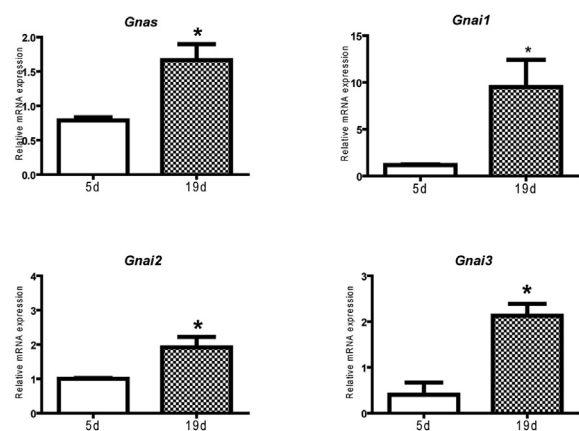 Gnas
Relative mRNA expression
2.0
1.5
1.0
0.5
0.0
*
5d
19d
Gnai1
Relative mRNA expression
15
10
5
0
*
5d
19d
Gnai2
Relative mRNA expression
4
3
2
1
0
*
5d
19d
Gnai3
Relative mRNA expression
3
2
1
0
*
5d
19d